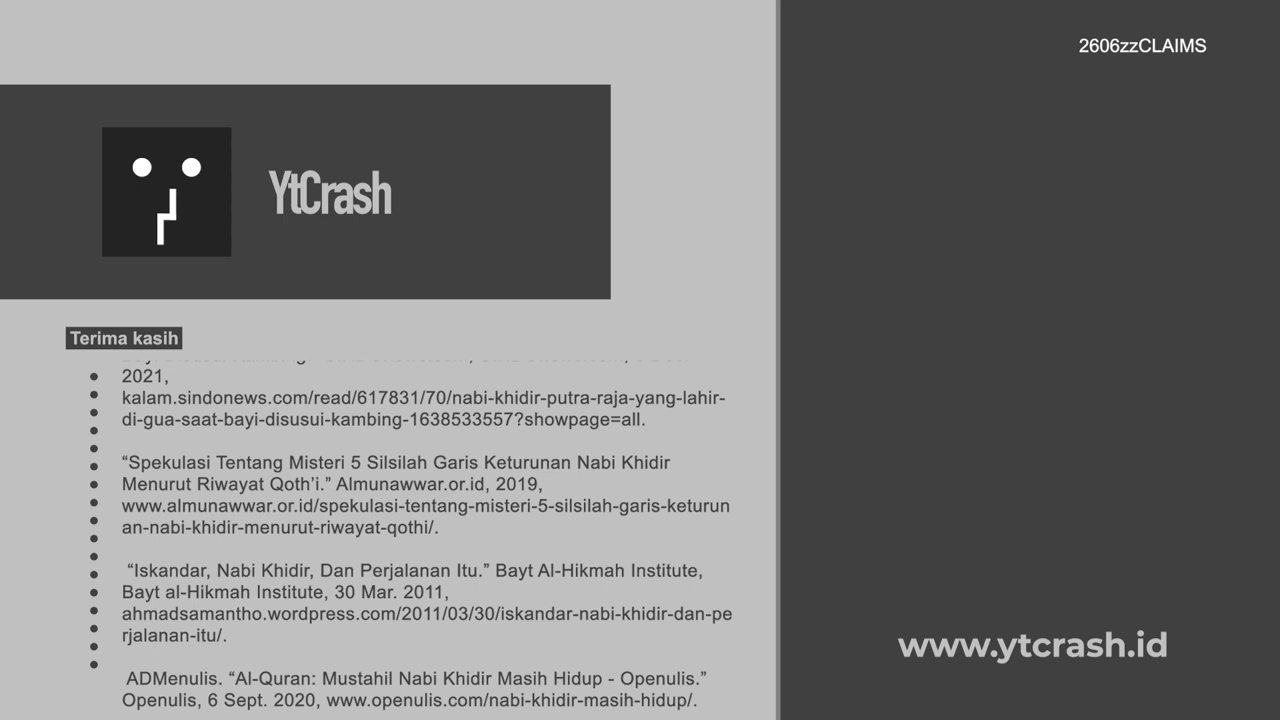 2606zzCLAIMS
YtCrash
Terima kasih
2021,
kalam.sindonews.com/read/617831/70/nabi-khidir-putra-raja-yang-lahir-
di-gua-saat-bayi-disusui-kambing-1638533557?showpage=all.
“Spekulasi Tentang Misteri 5 Silsilah Garis Keturunan Nabi Khidir
Menurut Riwayat Qoth’i.” Almunawwar.or.id, 2019,
www.almunawwar.or.id/spekulasi-tentang-misteri-5-silsilah-garis-keturun
an-nabi-khidir-menurut-riwayat-qothi/.
“Iskandar, Nabi Khidir, Dan Perjalanan Itu.” Bayt Al-Hikmah Institute,
Bayt al-Hikmah Institute, 30 Mar. 2011,
ahmadsamantho.wordpress.com/2011/03/30/iskandar-nabi-khidir-dan-pe
rjalanan-itu/.
ADMenulis. “Al-Quran: Mustahil Nabi Khidir Masih Hidup - Openulis.”
Openulis, 6 Sept. 2020, www.openulis.com/nabi-khidir-masih-hidup/.
www.ytcrash.id